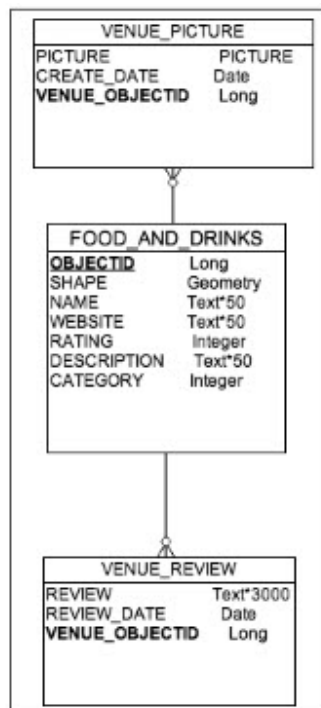 VENUE_PICTURE
PICTURE PICTURE
CREATE_DATE Date
VENUE_OBJECTID Long
FOOD_AND_DRINKS
OBJECTID Long
SHAPE Geometry
NAME Text*50
WEBSITE Text*50
RATING Integer
DESCRIPTION Text*50
CATEGORY Integer
VENUE_REVIEW
REVIEW Text*3000
REVIEW_DATE Date
VENUE_OBJECTID Long